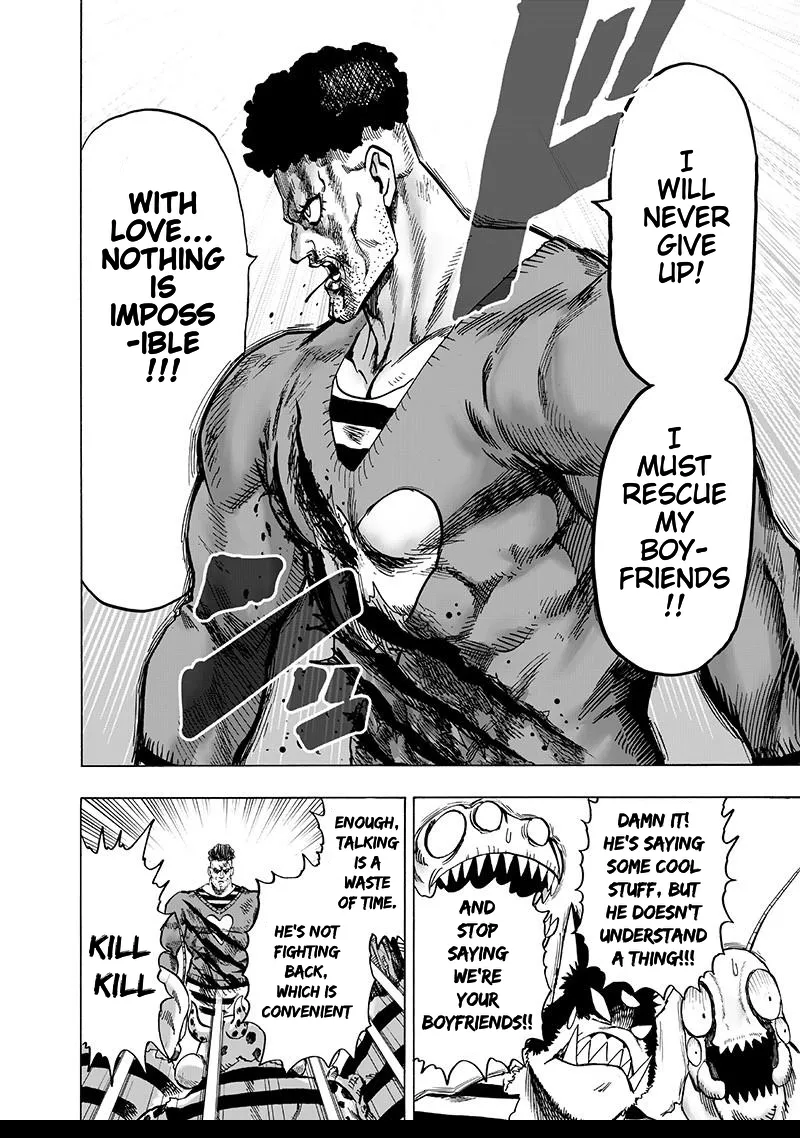 I
WILL
NEVER
GIVE
UP!
I
MUST
RESCUE
MY
BOY-
FRIENDS
!!
WITH
LOVE...
NOTHING
IS
IMPOSS
-IBLE
!!!
DAMN IT!
HE'S SAYING
SOME COOL
STUFF, BUT
HE DOESN'T
UNDERSTAND
A THING!!!
AND
STOP
SAYING
WE'RE
YOUR
BOYFRIENDS!!
ENOUGH,
TALKING
IS A
WASTE
OF TIME.
HE'S NOT
FIGHTING
BACK,
WHICH IS
CONVENIENT
KILL
KILL